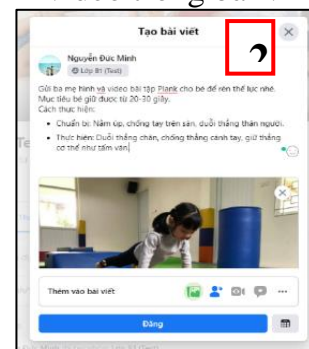 Tạo bài viết
2
Nguyễn Đức Minh
Lớp B1 (Test)
Gửi ba mẹ hình và video bài tập Plank cho bé để rèn thể lực nhé.
Mục tiêu bé giữ được từ 20-30 giây.
Cách thực hiện:
• Chuẩn bị: Nằm úp, chống tay trên sàn, duỗi thẳng thân người.
• Thực hiện: Duỗi thẳng chân, chống thẳng cánh tay, giữ thẳng
cơ thể như tấm ván
Thêm vào bài viết
Đăng